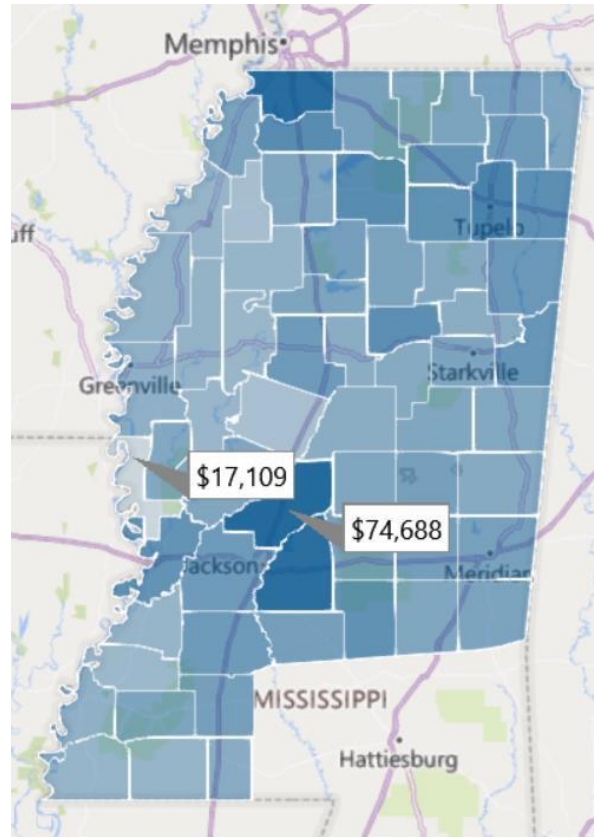 Memphis
Tupelo
uff
Starkville
Greenville
$17,109
$74,688
Jackson
Meridian
MISSISSIPPI
Hattiesburg